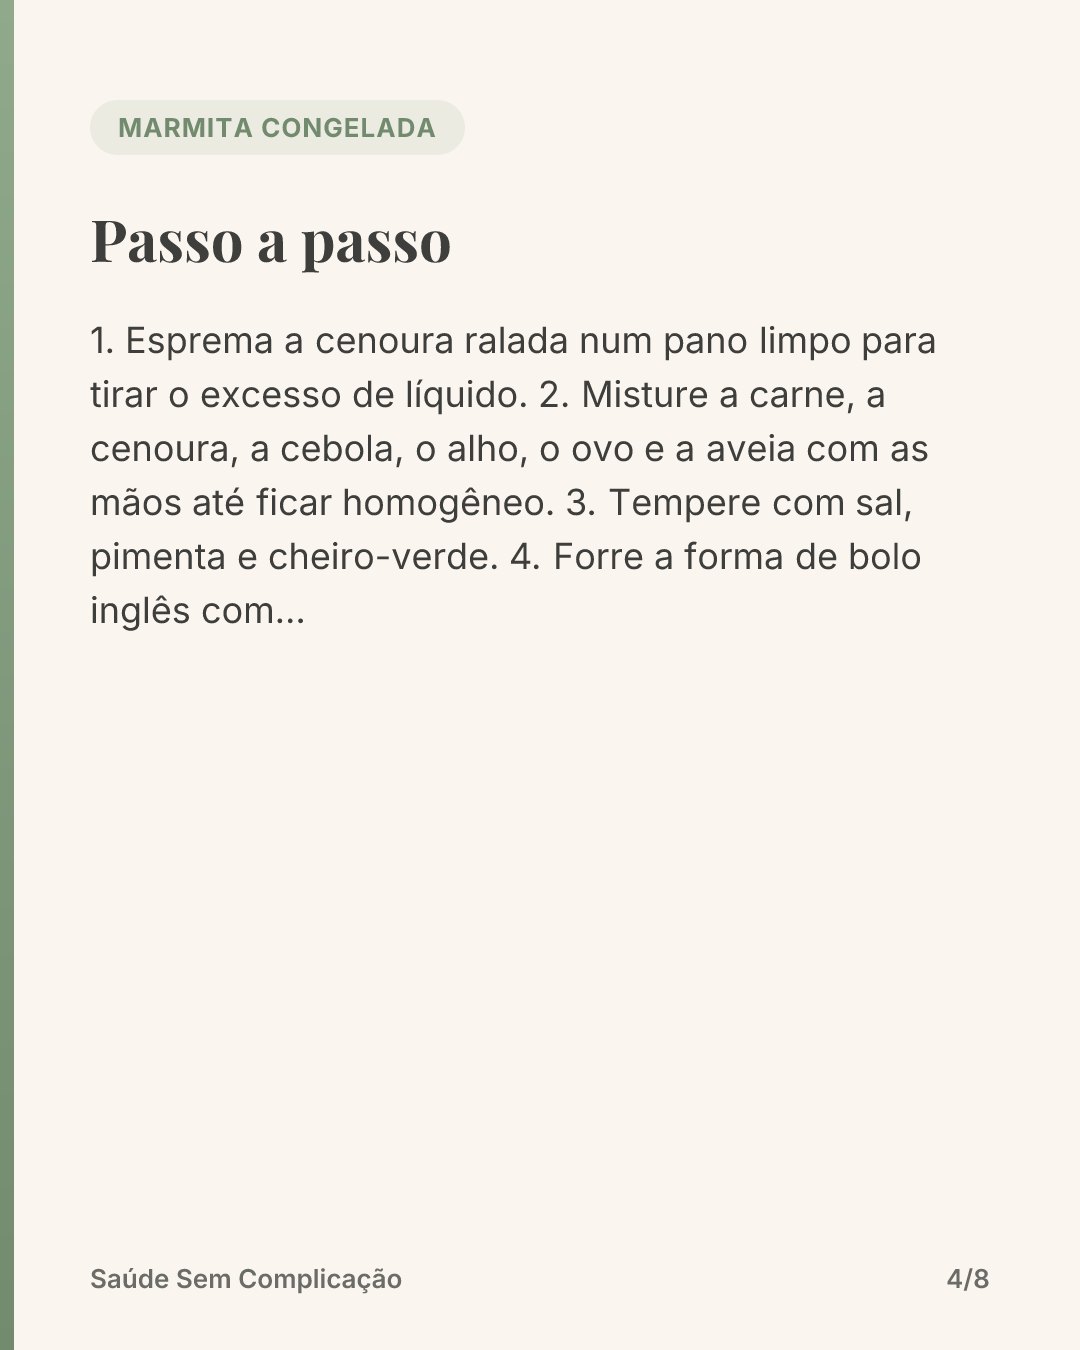 MARMITA CONGELADA
Passo a passo
1. Esprema a cenoura ralada num pano limpo para
tirar o excesso de líquido. 2. Misture a carne, a
cenoura, a cebola, o alho, o ovo e a aveia com as
mãos até ficar homogêneo. 3. Tempere com sal,
pimenta e cheiro-verde. 4. Forre a forma de bolo
inglês com...
Saúde Sem Complicação
4/8